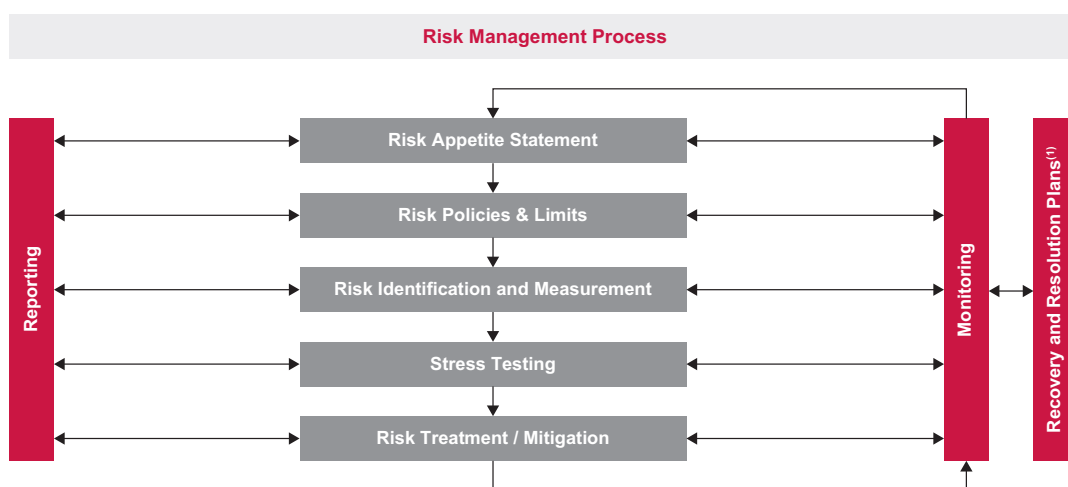 Risk Management Process
Risk Appetite Statement
Risk Policies & Limits
Risk Identification and Measurement
Stress Testing
Risk Treatment / Mitigation
Reporting
Monitoring
Recovery and Resolution Plans(1)